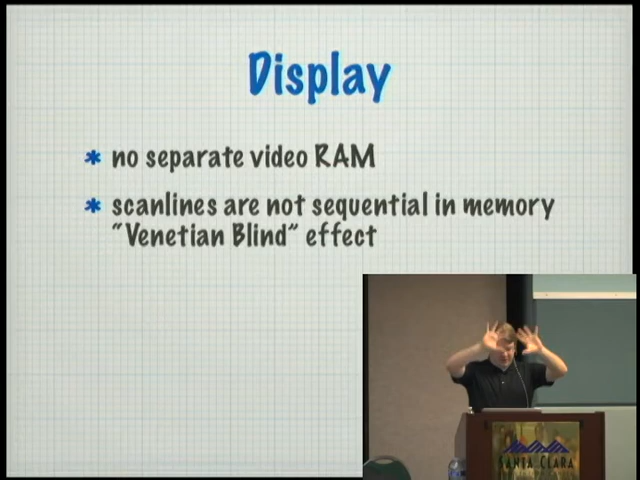 Display
* no separate video RAM
* scanlines are not sequential in memory
"Venetian Blind" effect
SANTA CLARA